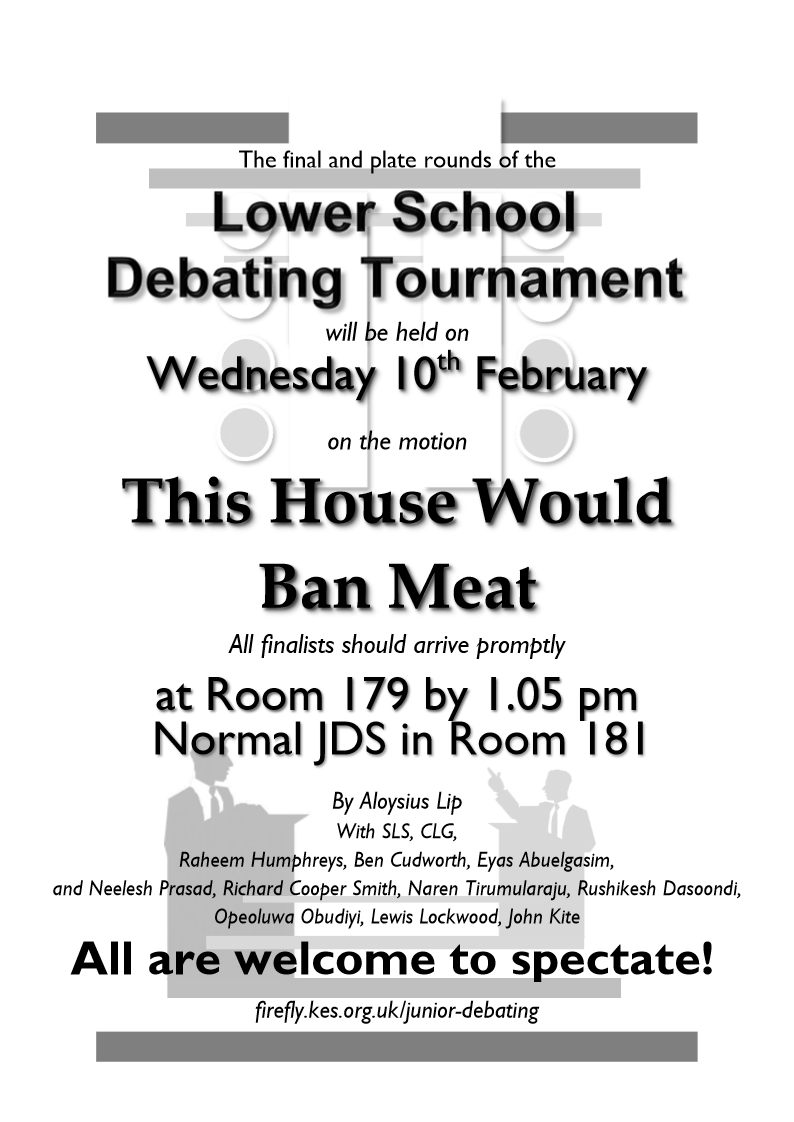 The final and plate rounds of the
Lower School
Debating Tournament
will be held on
Wednesday 10th February
on the motion
This House Would
Ban Meat
All finalists should arrive promptly
at Room 179 by 1.05 pm
Normal JDS in Room 181
By Aloysius Lip
With SLS, CLG,
Raheem Humphreys, Ben Cudworth, Eyas Abuelgasim,
and Neelesh Prasad, Richard Cooper Smith, Naren Tirumularaju, Rushikesh Dasoondi,
Opeoluwa Obudiyi, Lewis Lockwood, John Kite
All are welcome to spectate!
firefly.kes.org.uk/junior-debating